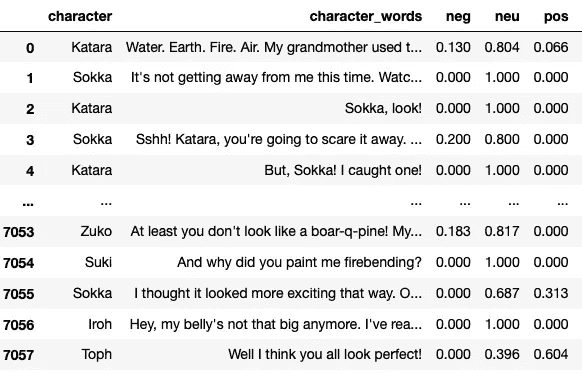 character character_words neg neu pos
0 Katara Water. Earth. Fire. Air. My grandmother used t... 0.130 0.804 0.066
1 Sokka It's not getting away from me this time. Watc... 0.000 1.000 0.000
2 Katara Sokka, look! 0.000 1.000 0.000
3 Sokka Sshh! Katara, you're going to scare it away. ... 0.200 0.800 0.000
4 Katara But, Sokka! I caught one! 0.000 1.000 0.000
... ... ... ... ... ...
7053 Zuko At least you don't look like a boar-q-pine! My... 0.183 0.817 0.000
7054 Suki And why did you paint me firebending? 0.000 1.000 0.000
7055 Sokka I thought it looked more exciting that way. O... 0.000 0.687 0.313
7056 Iroh Hey, my belly's not that big anymore. I've rea... 0.000 1.000 0.000
7057 Toph Well I think you all look perfect! 0.000 0.396 0.604